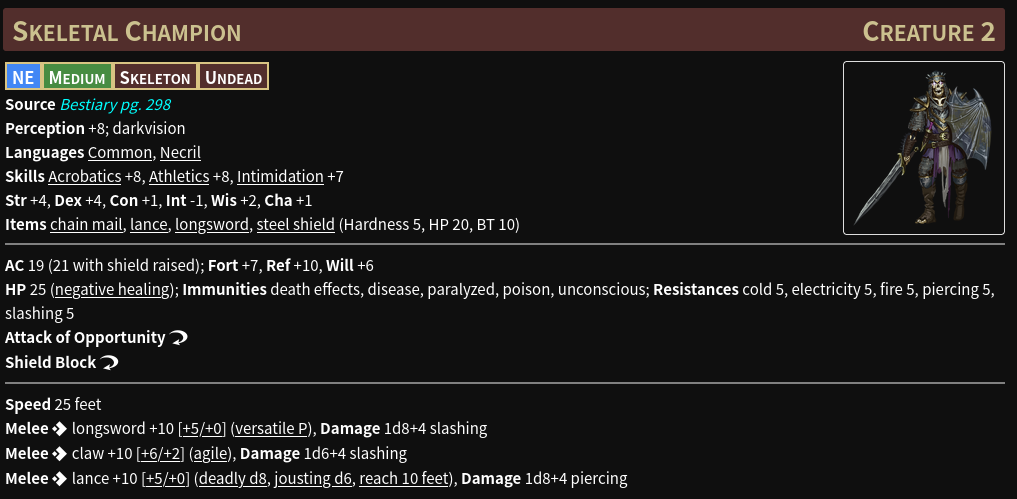 Skeletal Champion Creature 2
NE Medium Skeleton Undead
Source Bestiary pg. 298
Perception +8; darkvision
Languages Common, Necril
Skills Acrobatics +8, Athletics +8, Intimidation +7
Str +4, Dex +4, Con +1, Int -1, Wis +2, Cha +1
Items chain mail, lance, longsword, steel shield (Hardness 5, HP 20, BT 10)
AC 19 (21 with shield raised); Fort +7, Ref +10, Will +6
HP 25 (negative healing); Immunities death effects, disease, paralyzed, poison, unconscious; Resistances cold 5, electricity 5, fire 5, piercing 5,
slashing 5
Attack of Opportunity
Shield Block
Speed 25 feet
Melee longsword +10 [+5/+0] (versatile P), Damage 1d8+4 slashing
Melee claw +10 [+6/+2] (agile), Damage 1d6+4 slashing
Melee lance +10 [+5/+0] (deadly d8, jousting d6, reach 10 feet), Damage 1d8+4 piercing